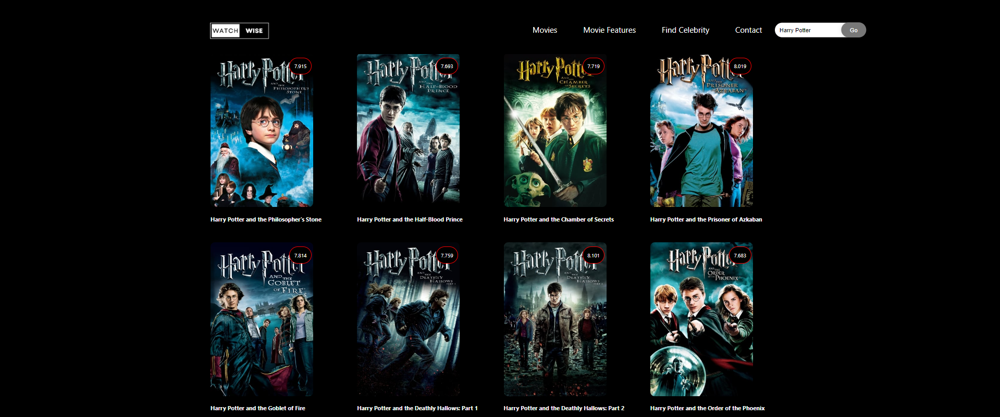 WATCH WISE
Movies Movie Features Find Celebrity Contact Harry Potter Go
Harry Potter
AND THE
PHILOSOPHER'S
STONE
7.915
Harry Potter
AND THE
HALF-BLOOD
PRINCE
7.693
Harry Potter
AND THE
CHAMBER
OF SECRETS
7.719
Harry Potter
AND THE
PRISONER
OF AZKABAN
8.019
Harry Potter and the Philosopher's Stone
Harry Potter and the Half-Blood Prince
Harry Potter and the Chamber of Secrets
Harry Potter and the Prisoner of Azkaban
Harry Potter
AND THE
GOBLET
OF FIRE
7.814
Harry Potter
AND THE
DEATHLY
HALLOWS
PART 1
7.759
Harry Potter
AND THE
DEATHLY
HALLOWS
PART 2
8.101
Harry Potter
AND THE
ORDER
OF THE PHOENIX
7.683
Harry Potter and the Goblet of Fire
Harry Potter and the Deathly Hallows: Part 1
Harry Potter and the Deathly Hallows: Part 2
Harry Potter and the Order of the Phoenix